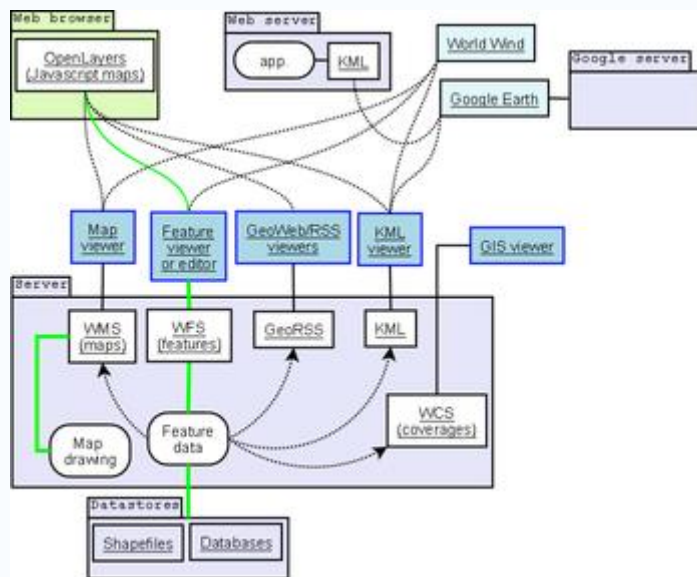 Web browser
OpenLayers
(Javascript maps)
Web server
app.
KML
World Wind
Google Earth
Google server
Map
viewer
Feature
viewer
or editor
GeoWeb/RSS
viewers
KML
viewer
GIS viewer
Server
WMS
(maps)
WFS
(features)
GeoRSS
KML
WCS
(coverages)
Map
drawing
Feature
data
Datastores
Shapefiles
Databases